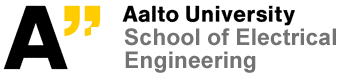 A”
Aalto University
School of Electrical
Engineering